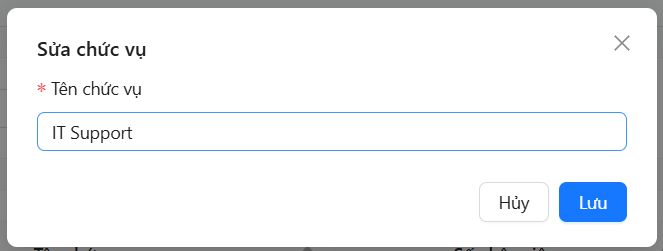 Sửa chức vụ
* Tên chức vụ
IT Support
Hủy
Lưu